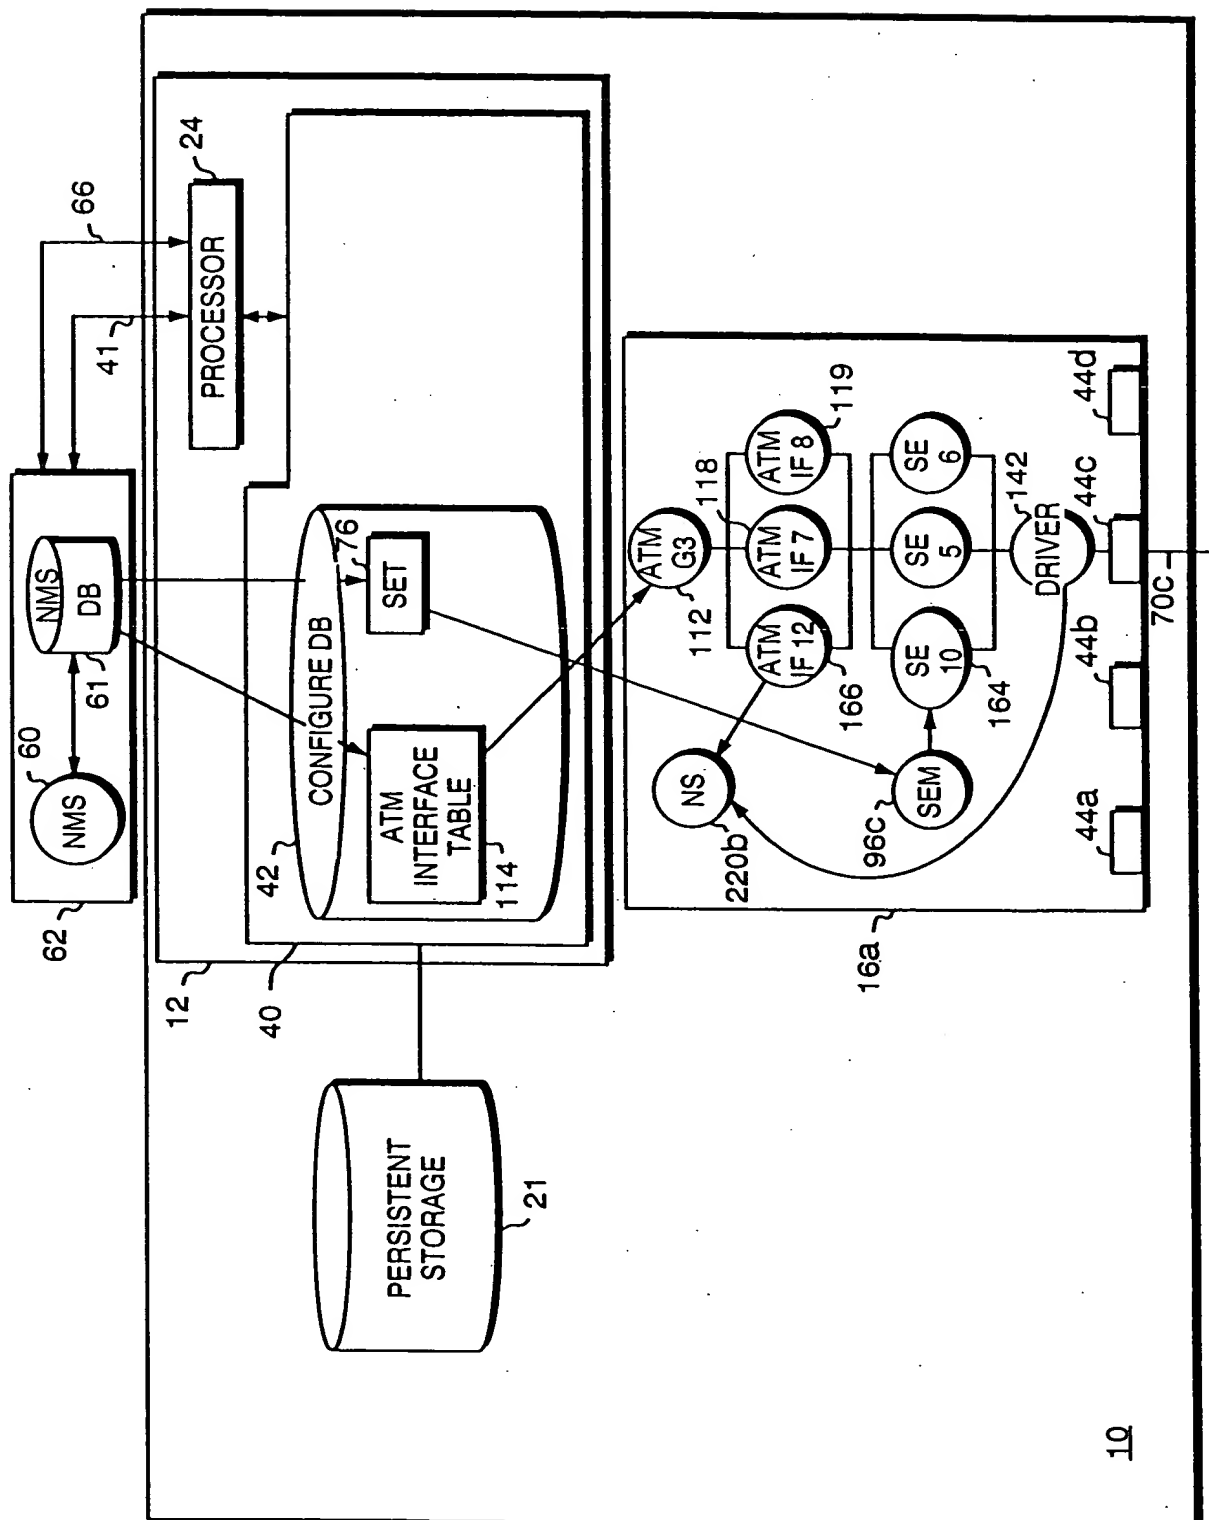 62
60
NMS
61
NMS
DB
41
66
10
12
40
PERSISTENT
STORAGE
21
42
CONFIGURE DB
ATM
INTERFACE
TABLE
114
76
SET
PROCESSOR
24
16a
NS
220b
112
ATM
G3
118
ATM
IF 12
166
ATM
IF 7
ATM
IF 8
119
96C
SEM
SE
10
164
SE
5
SE
6
DRIVER
142
44a
44b
44c
44d
70C